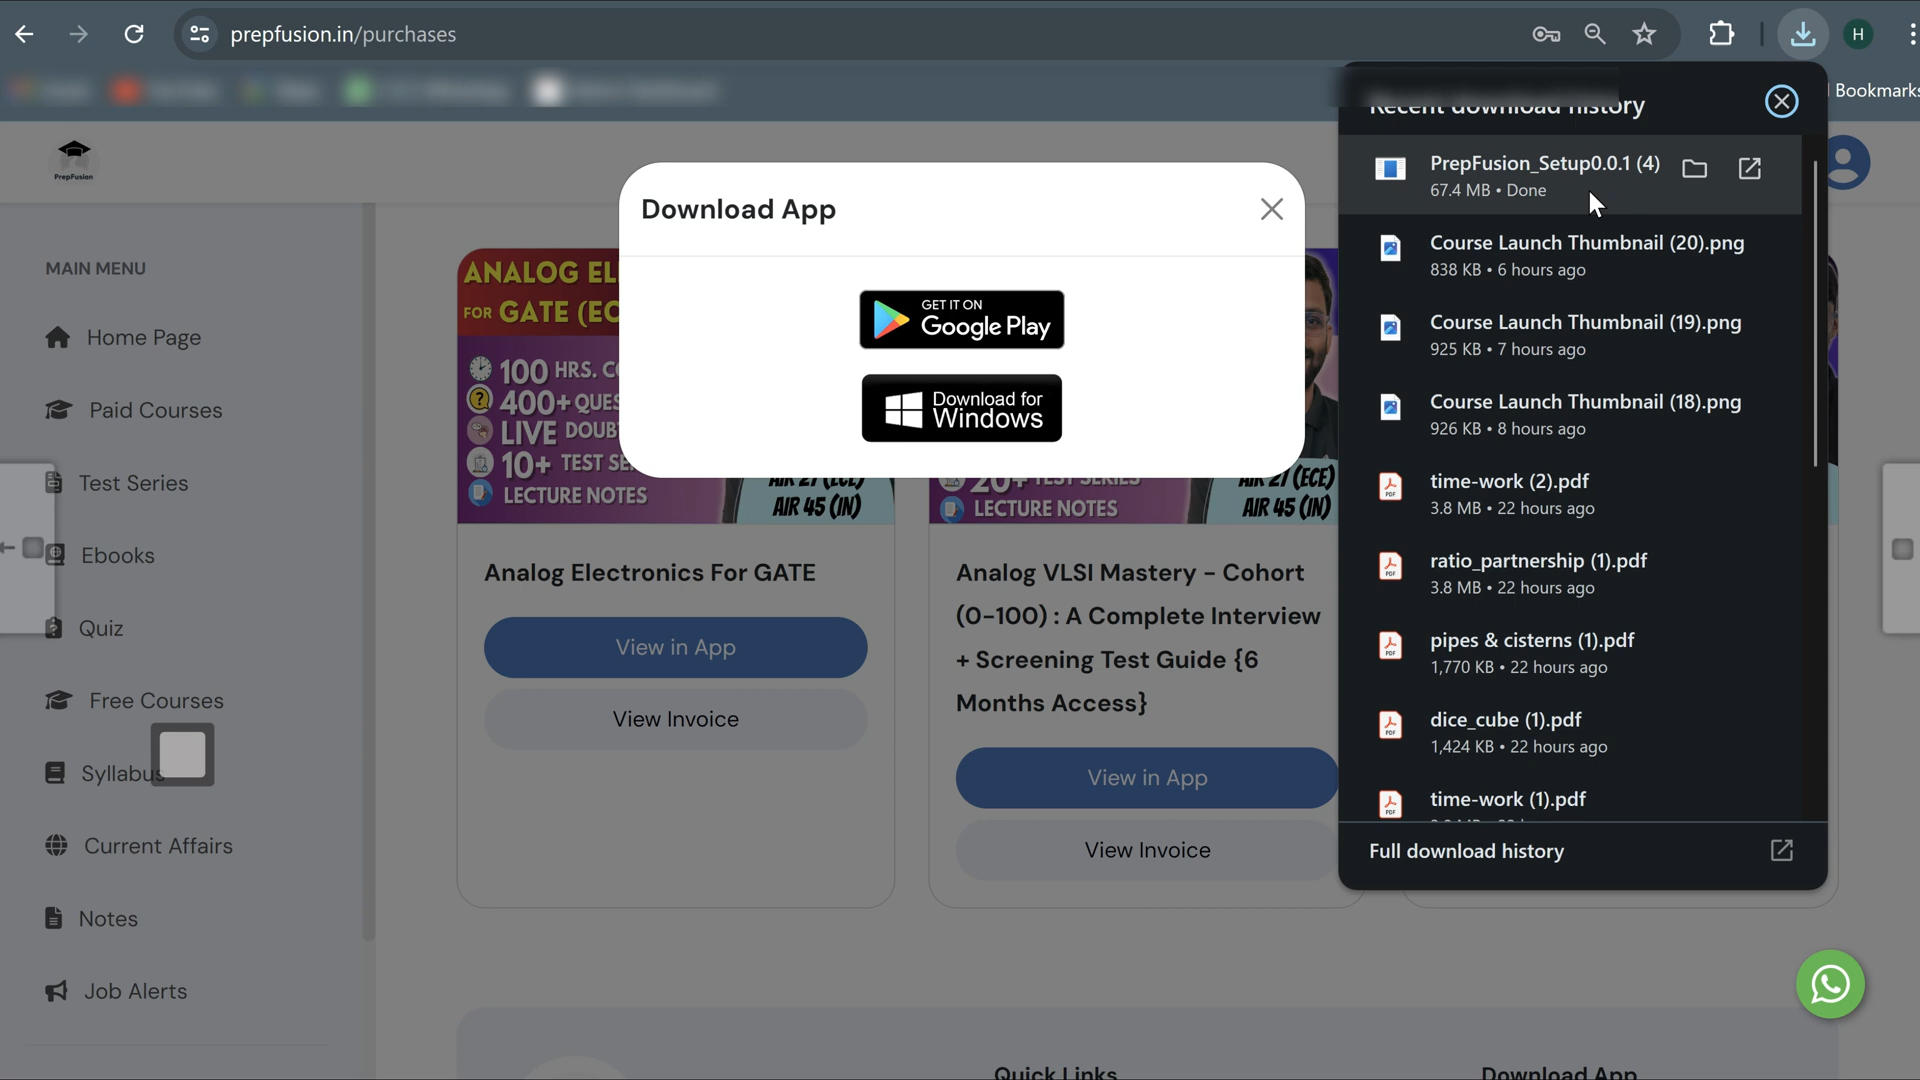 prepfusion.in/purchases
H
Bookmarks
PrepFusion
MAIN MENU
Home Page
Paid Courses
Test Series
Ebooks
Quiz
Free Courses
Syllabus
Current Affairs
Notes
Job Alerts
Download App
GET IT ON
Google Play
Download for
Windows
ANALOG EL
FOR GATE (EC
100 HRS. C
400+ QUES
LIVE DOUB
10+ TEST SE
LECTURE NOTES
AIR 27 (ECE)
AIR 45 (IN)
Analog Electronics For GATE
View in App
View Invoice
20+ TEST SERIES
LECTURE NOTES
AIR 27 (ECE)
AIR 45 (IN)
Analog VLSI Mastery - Cohort
(0-100) : A Complete Interview
+ Screening Test Guide {6
Months Access}
View in App
View Invoice
Recent download history
PrepFusion_Setup0.0.1 (4)
67.4 MB • Done
Course Launch Thumbnail (20).png
838 KB • 6 hours ago
Course Launch Thumbnail (19).png
925 KB • 7 hours ago
Course Launch Thumbnail (18).png
926 KB • 8 hours ago
time-work (2).pdf
3.8 MB • 22 hours ago
ratio_partnership (1).pdf
3.8 MB • 22 hours ago
pipes & cisterns (1).pdf
1,770 KB • 22 hours ago
dice_cube (1).pdf
1,424 KB • 22 hours ago
time-work (1).pdf
Full download history
Quick Links
Download App